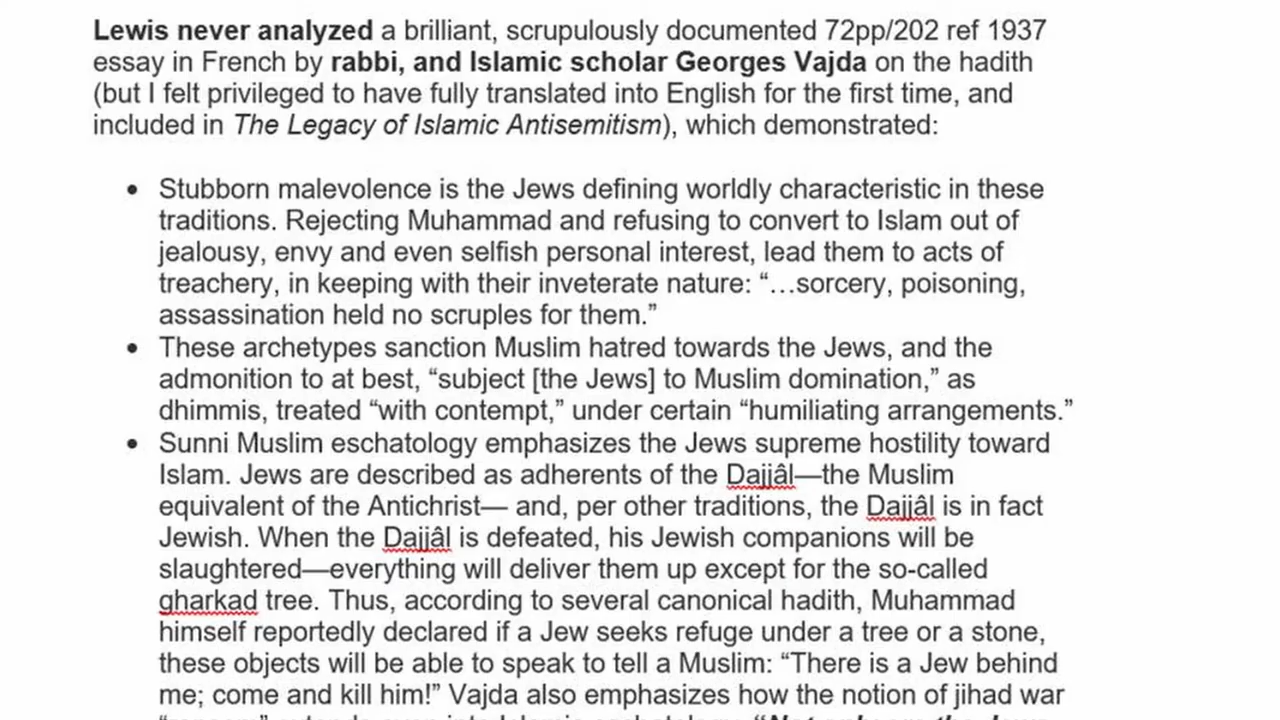 Lewis never analyzed a brilliant, scrupulously documented 72pp/202 ref 1937
essay in French by rabbi, and Islamic scholar Georges Vajda on the hadith
(but I felt privileged to have fully translated into English for the first time, and
included in The Legacy of Islamic Antisemitism), which demonstrated:
• Stubborn malevolence is the Jews defining worldly characteristic in these
traditions. Rejecting Muhammad and refusing to convert to Islam out of
jealousy, envy and even selfish personal interest, lead them to acts of
treachery, in keeping with their inveterate nature: “…sorcery, poisoning,
assassination held no scruples for them.”
• These archetypes sanction Muslim hatred towards the Jews, and the
admonition to at best, “subject [the Jews] to Muslim domination,” as
dhimmis, treated “with contempt,” under certain “humiliating arrangements.”
• Sunni Muslim eschatology emphasizes the Jews supreme hostility toward
Islam. Jews are described as adherents of the Dajjâl—the Muslim
equivalent of the Antichrist— and, per other traditions, the Dajjâl is in fact
Jewish. When the Dajjâl is defeated, his Jewish companions will be
slaughtered—everything will deliver them up except for the so-called
gharkad tree. Thus, according to several canonical hadith, Muhammad
himself reportedly declared if a Jew seeks refuge under a tree or a stone,
these objects will be able to speak to tell a Muslim: “There is a Jew behind
me; come and kill him!” Vajda also emphasizes how the notion of jihad war